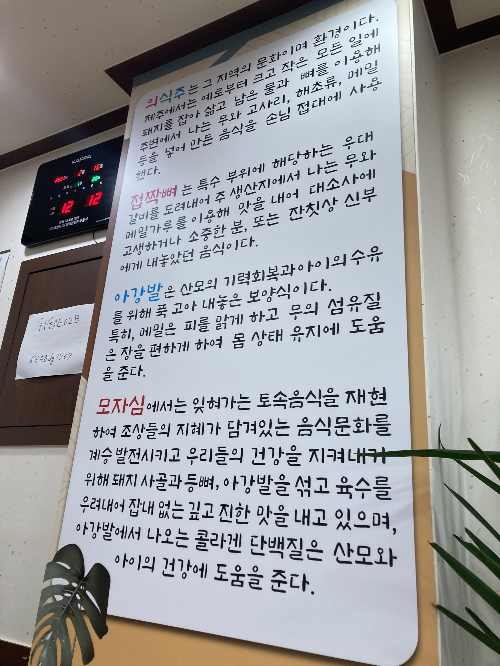 의식주는 그 지역의 문화이며 환경이다.
제주에서는 예로부터 크고 작은 모든 일에
돼지를 잡아 삶고 남은 물과 뼈를 이용해
주변에서 나는 무와 고사리, 해초류, 메밀
등을 넣어 만든 음식을 손님 접대에 사용
했다.
접짝뼈는 특수 부위에 해당하는 우대
갈비를 도려내어 주 생산지에서 나는 무와
메밀가루를 이용해 맛을 내어 대소사에
고생하거나 소중한 분, 또는 잔칫상 신부
에게 내놓았던 음식이다.
아강발은 산모의 기력회복과 아이의 수유
를 위해 푹 고아 내놓은 보양식이다.
특히, 메밀은 피를 맑게 하고 무의 섬유질
은 장을 편하게 하여 몸 상태 유지에 도움
을 준다.
모자심에서는 잊혀가는 토속음식을 재현
하여 조상들의 지혜가 담겨있는 음식문화를
계승 발전시키고 우리들의 건강을 지켜내기
위해 돼지 사골과 등뼈, 아강발을 섞고 육수를
우려내어 잡내 없는 깊고 진한 맛을 내고 있으며,
아강발에서 나오는 콜라겐 단백질은 산모와
아이의 건강에 도움을 준다.
12 12